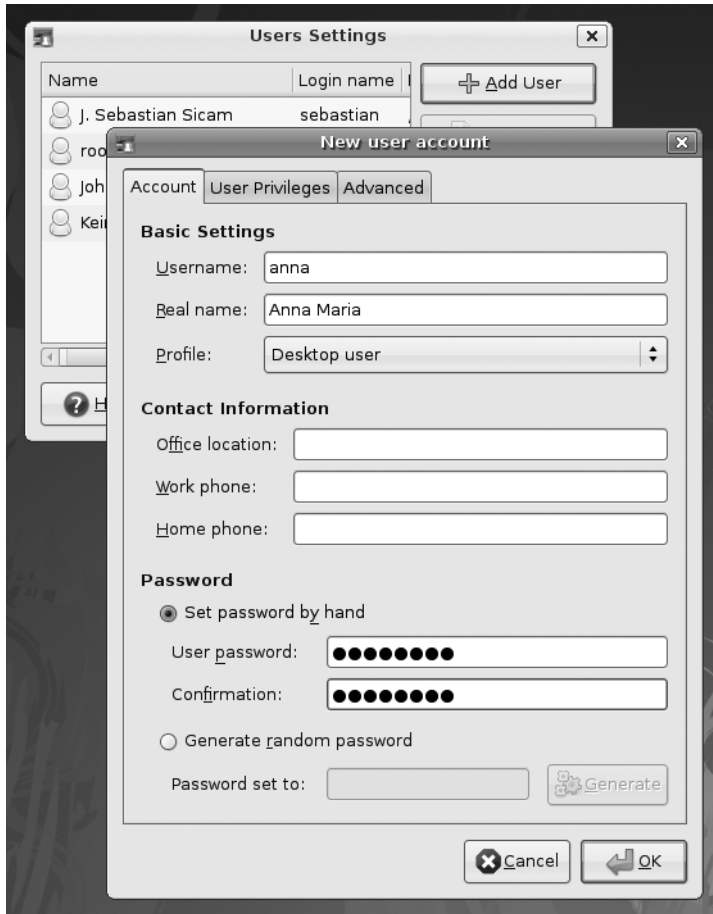 Users Settings
Name Login name
Add User
J. Sebastian Sicam sebastian
New user account
Account User Privileges Advanced
Basic Settings
Username: anna
Real name: Anna Maria
Profile: Desktop user
Contact Information
Office location:
Work phone:
Home phone:
Password
Set password by hand
User password: ●●●●●●●●
Confirmation: ●●●●●●●●
Generate random password
Password set to: Generate
Cancel OK